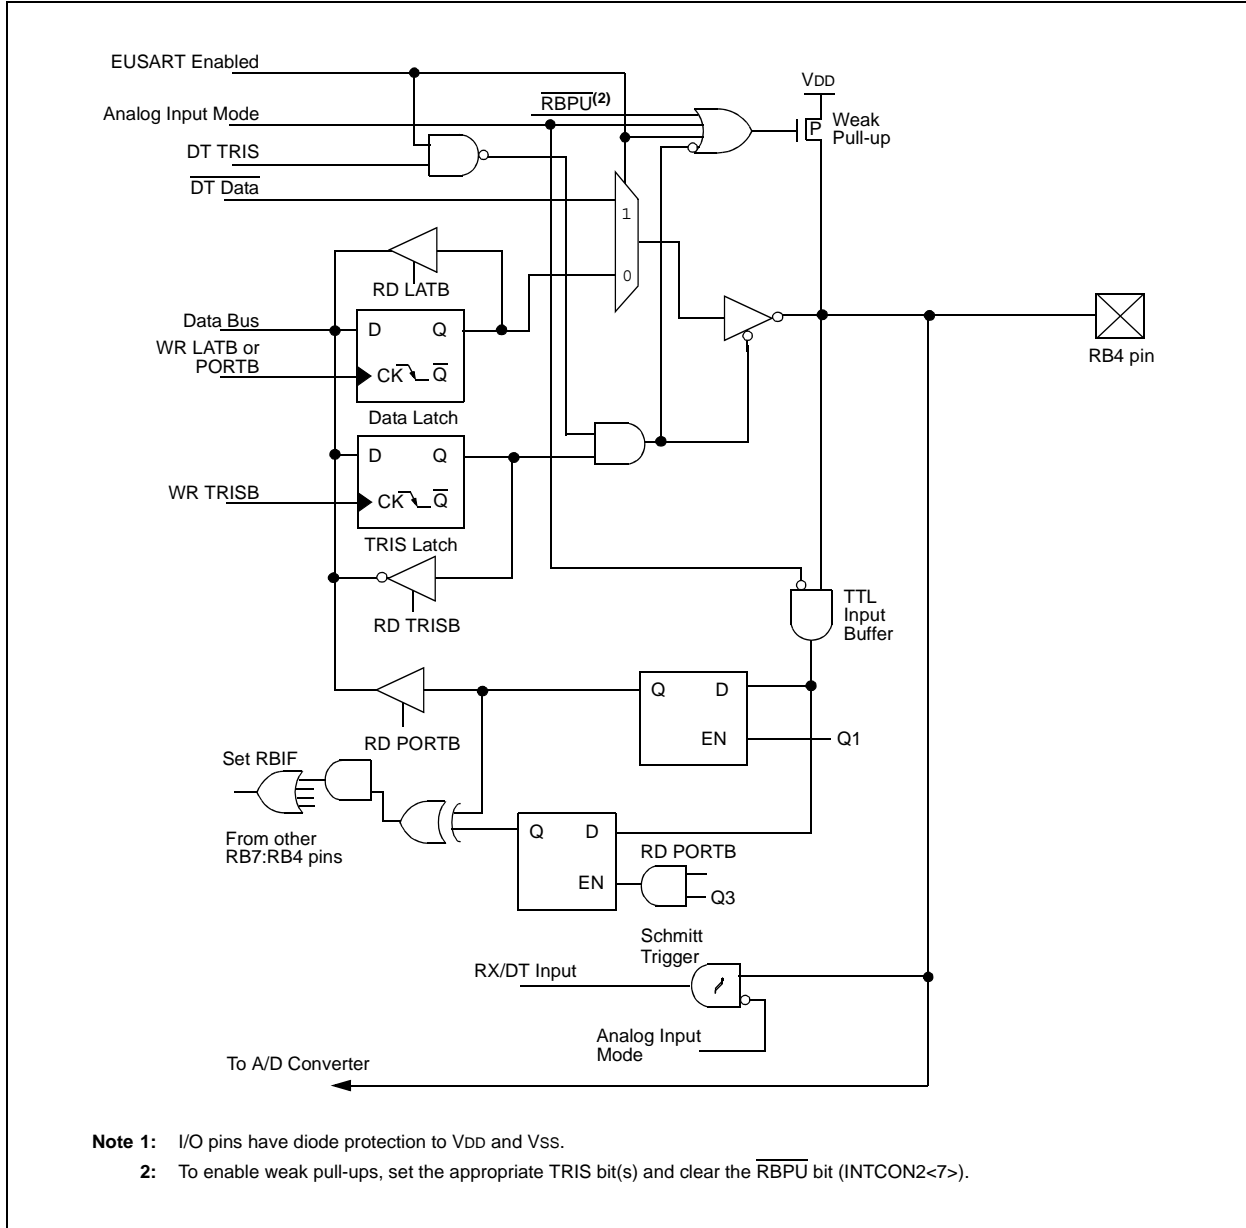 EUSART Enabled
VDD
RBPU(2)
Analog Input Mode
Weak
Pull-up
P
DT TRIS
DT Data
1
0
RD LATB
Data Bus
D Q
WR LATB or
PORTB
CK Q
Data Latch
RB4 pin
D Q
WR TRISB
CK Q
TRIS Latch
TTL
Input
Buffer
RD TRISB
Q D
EN
Q1
RD PORTB
Set RBIF
From other
RB7:RB4 pins
Q D
EN
RD PORTB
Q3
Schmitt
Trigger
RX/DT Input
Analog Input
Mode
To A/D Converter
Note 1: I/O pins have diode protection to VDD and VSS.
2: To enable weak pull-ups, set the appropriate TRIS bit(s) and clear the RBPU bit (INTCON2<7>).